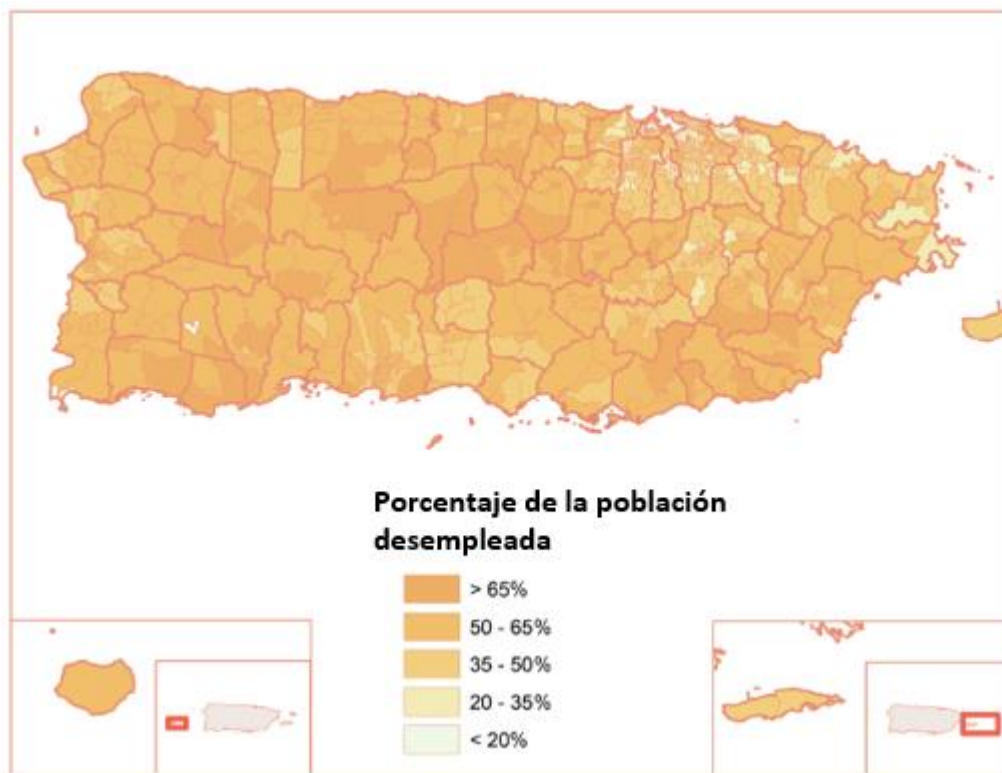 Porcentaje de la población
desempleada
> 65%
50 - 65%
35 - 50%
20 - 35%
< 20%